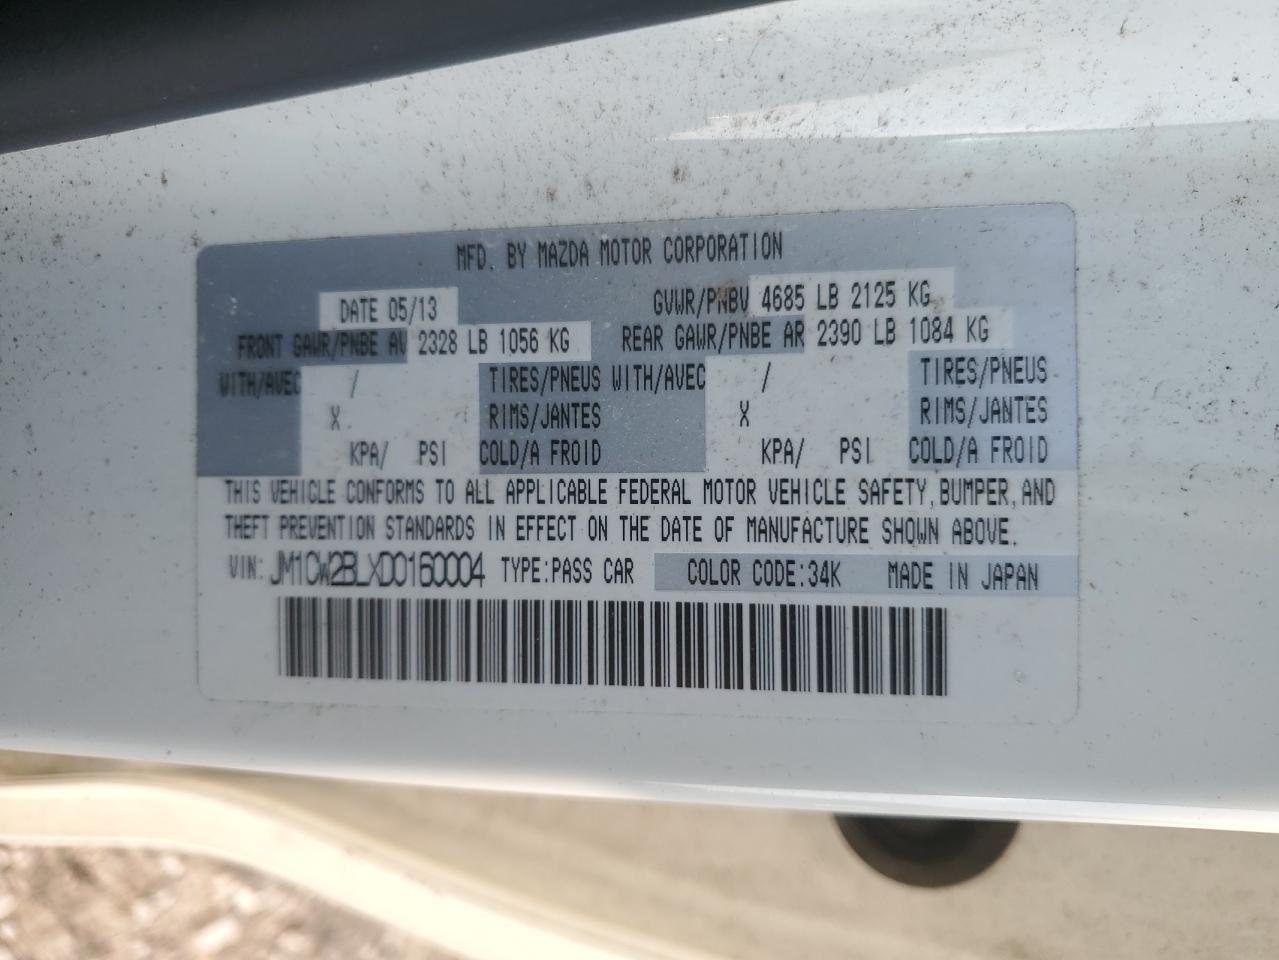 MFD. BY MAZDA MOTOR CORPORATION
DATE 05/13 GVWR/PNBV 4685 LB 2125 KG
FRONT GAWR/PNBE AV 2328 LB 1056 KG REAR GAWR/PNBE AR 2390 LB 1084 KG
WITH/AVEC / TIRES/PNEUS WITH/AVEC / TIRES/PNEUS
X RIMS/JANTES X RIMS/JANTES
KPA/ PSI COLD/A FROID KPA/ PSI COLD/A FROID
THIS VEHICLE CONFORMS TO ALL APPLICABLE FEDERAL MOTOR VEHICLE SAFETY, BUMPER, AND
THEFT PREVENTION STANDARDS IN EFFECT ON THE DATE OF MANUFACTURE SHOWN ABOVE.
VIN: JM1CW2BLXD0160004 TYPE:PASS CAR COLOR CODE:34K MADE IN JAPAN